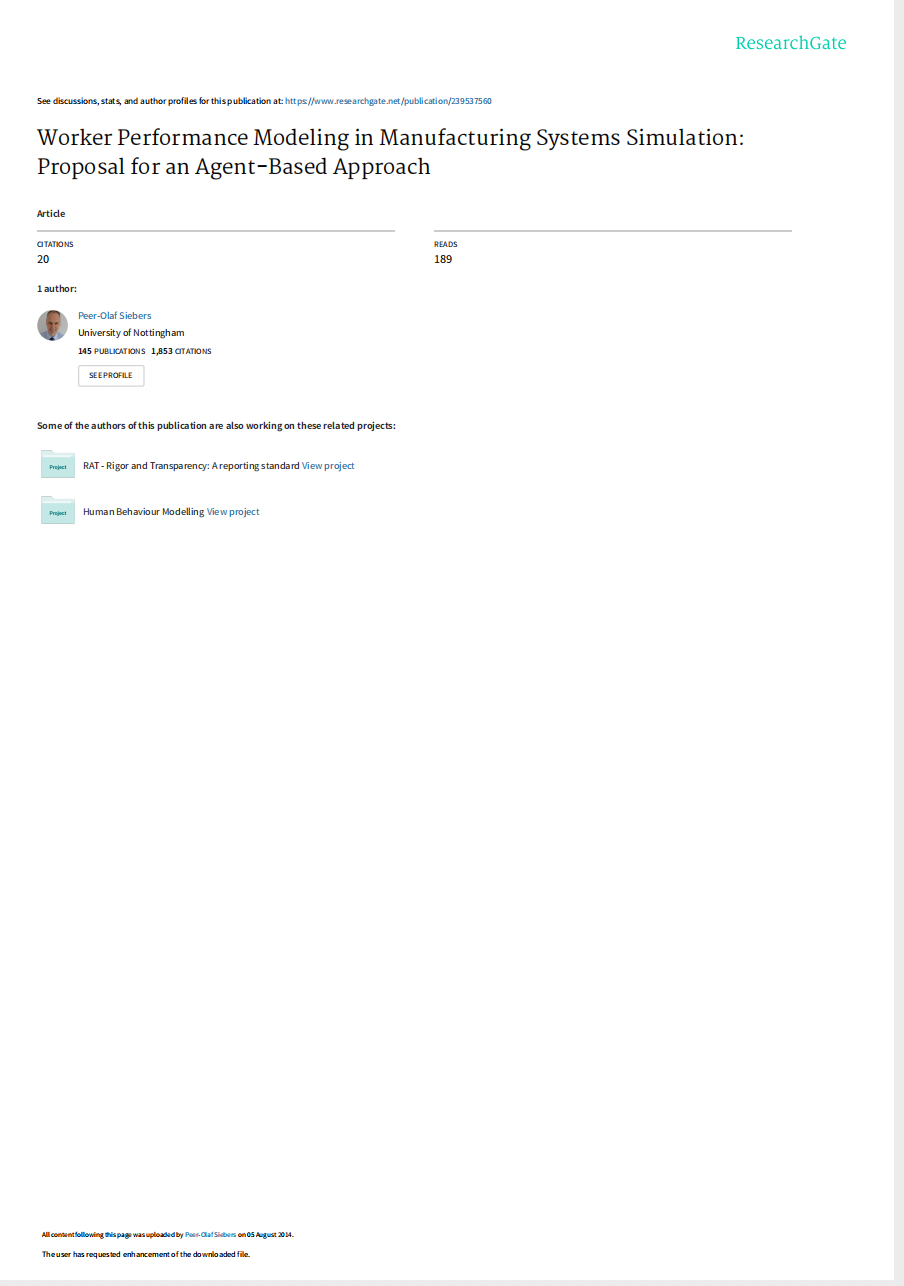 ResearchGate
See discussions, stats, and author profiles for this publication at: https://www.researchgate.net/publication/239537560
Worker Performance Modeling in Manufacturing Systems Simulation:
Proposal for an Agent-Based Approach
Article
CITATIONS
20
READS
189
1 author:
Peer-Olaf Siebers
University of Nottingham
145 PUBLICATIONS 1,853 CITATIONS
SEE PROFILE
Some of the authors of this publication are also working on these related projects:
Project
RAT - Rigor and Transparency: A reporting standard View project
Project
Human Behaviour Modelling View project
All content following this page was uploaded by Peer-Olaf Siebers on 05 August 2014.
The user has requested enhancement of the downloaded file.